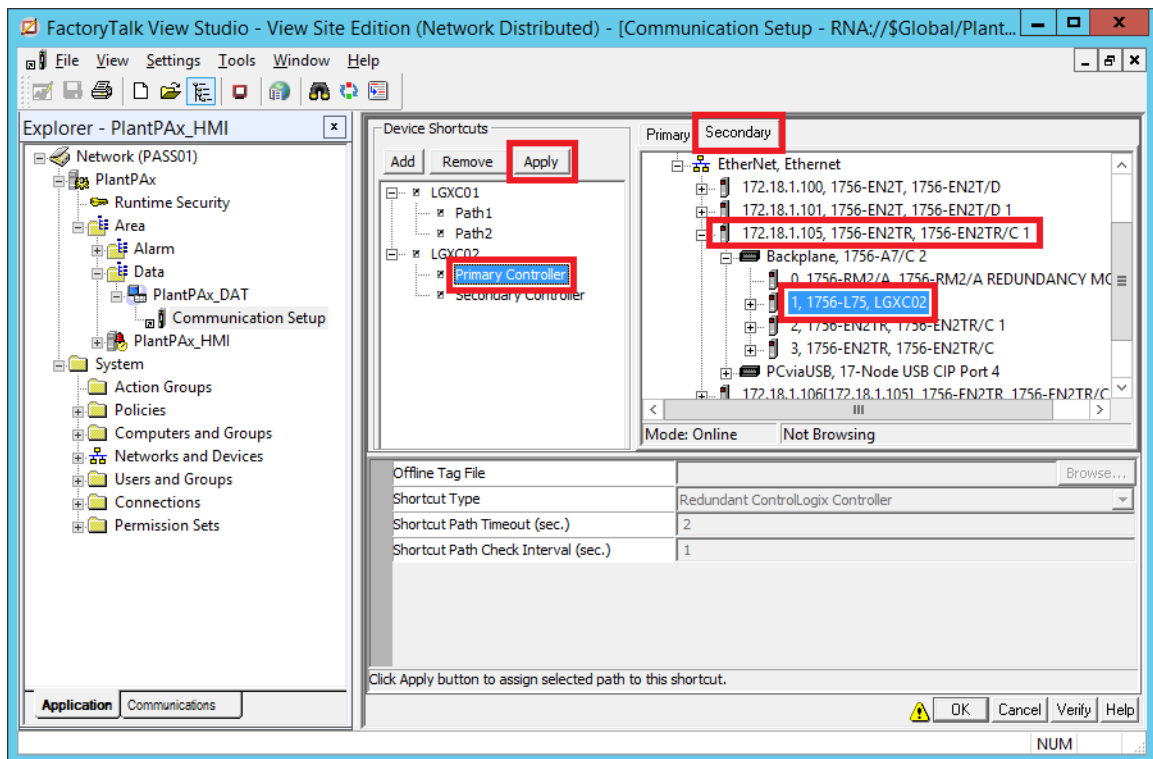 FactoryTalk View Studio - View Site Edition (Network Distributed) - [Communication Setup - RNA://$Global/Plant...
File View Settings Tools Window Help
Explorer - PlantPAx_HMI
Network (PASS01)
PlantPAx
Runtime Security
Area
Alarm
Data
PlantPAx_DAT
Communication Setup
PlantPAx_HMI
System
Action Groups
Policies
Computers and Groups
Networks and Devices
Users and Groups
Connections
Permission Sets
Application Communications
Device Shortcuts
Add Remove Apply
LGXC01
Path1
Path2
LGXC02
Primary Controller
Secondary Controller
Primary Secondary
EtherNet, Ethernet
172.18.1.100, 1756-EN2T, 1756-EN2T/D
172.18.1.101, 1756-EN2T, 1756-EN2T/D 1
172.18.1.105, 1756-EN2TR, 1756-EN2TR/C 1
Backplane, 1756-A7/C 2
0, 1756-RM2/A, 1756-RM2/A REDUNDANCY MO
1, 1756-L75, LGXC02
2, 1756-EN2TR, 1756-EN2TR/C 1
3, 1756-EN2TR, 1756-EN2TR/C
PCviaUSB, 17-Node USB CIP Port 4
172.18.1.106[172.18.1.105], 1756-EN2TR, 1756-EN2TR/C
Mode: Online Not Browsing
Offline Tag File Browse...
Shortcut Type Redundant ControlLogix Controller
Shortcut Path Timeout (sec.) 2
Shortcut Path Check Interval (sec.) 1
Click Apply button to assign selected path to this shortcut.
OK Cancel Verify Help
NUM